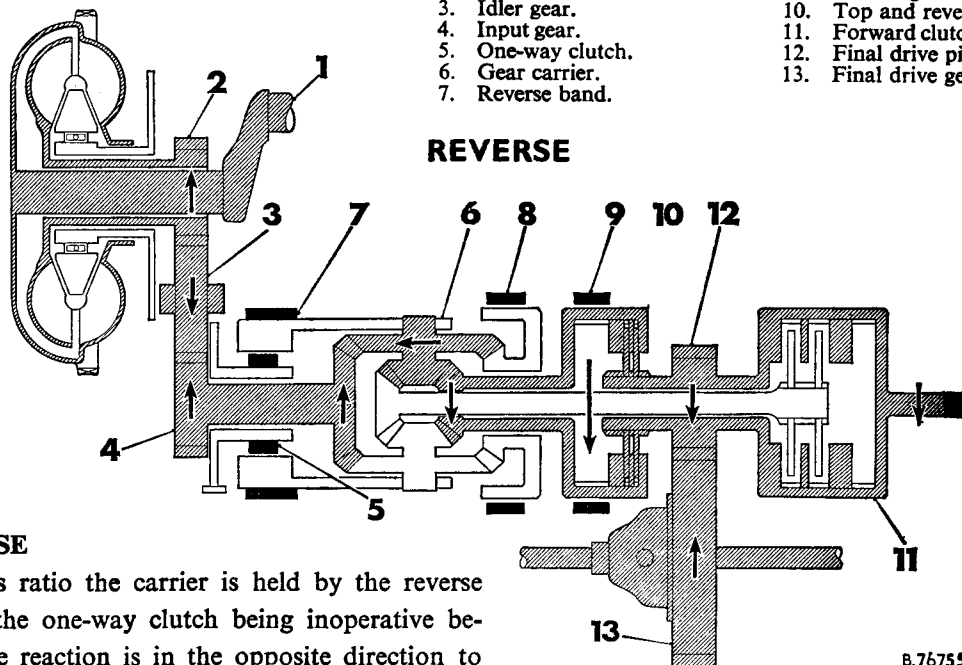 3. Idler gear.
4. Input gear.
5. One-way clutch.
6. Gear carrier.
7. Reverse band.
10. Top and reve
11. Forward clutc
12. Final drive pi
13. Final drive ge
REVERSE
1
2
3
7
6
8
9
10
12
4
5
11
13
SE
s ratio the carrier is held by the reverse
the one-way clutch being inoperative be-
e reaction is in the opposite direction to
B.7675